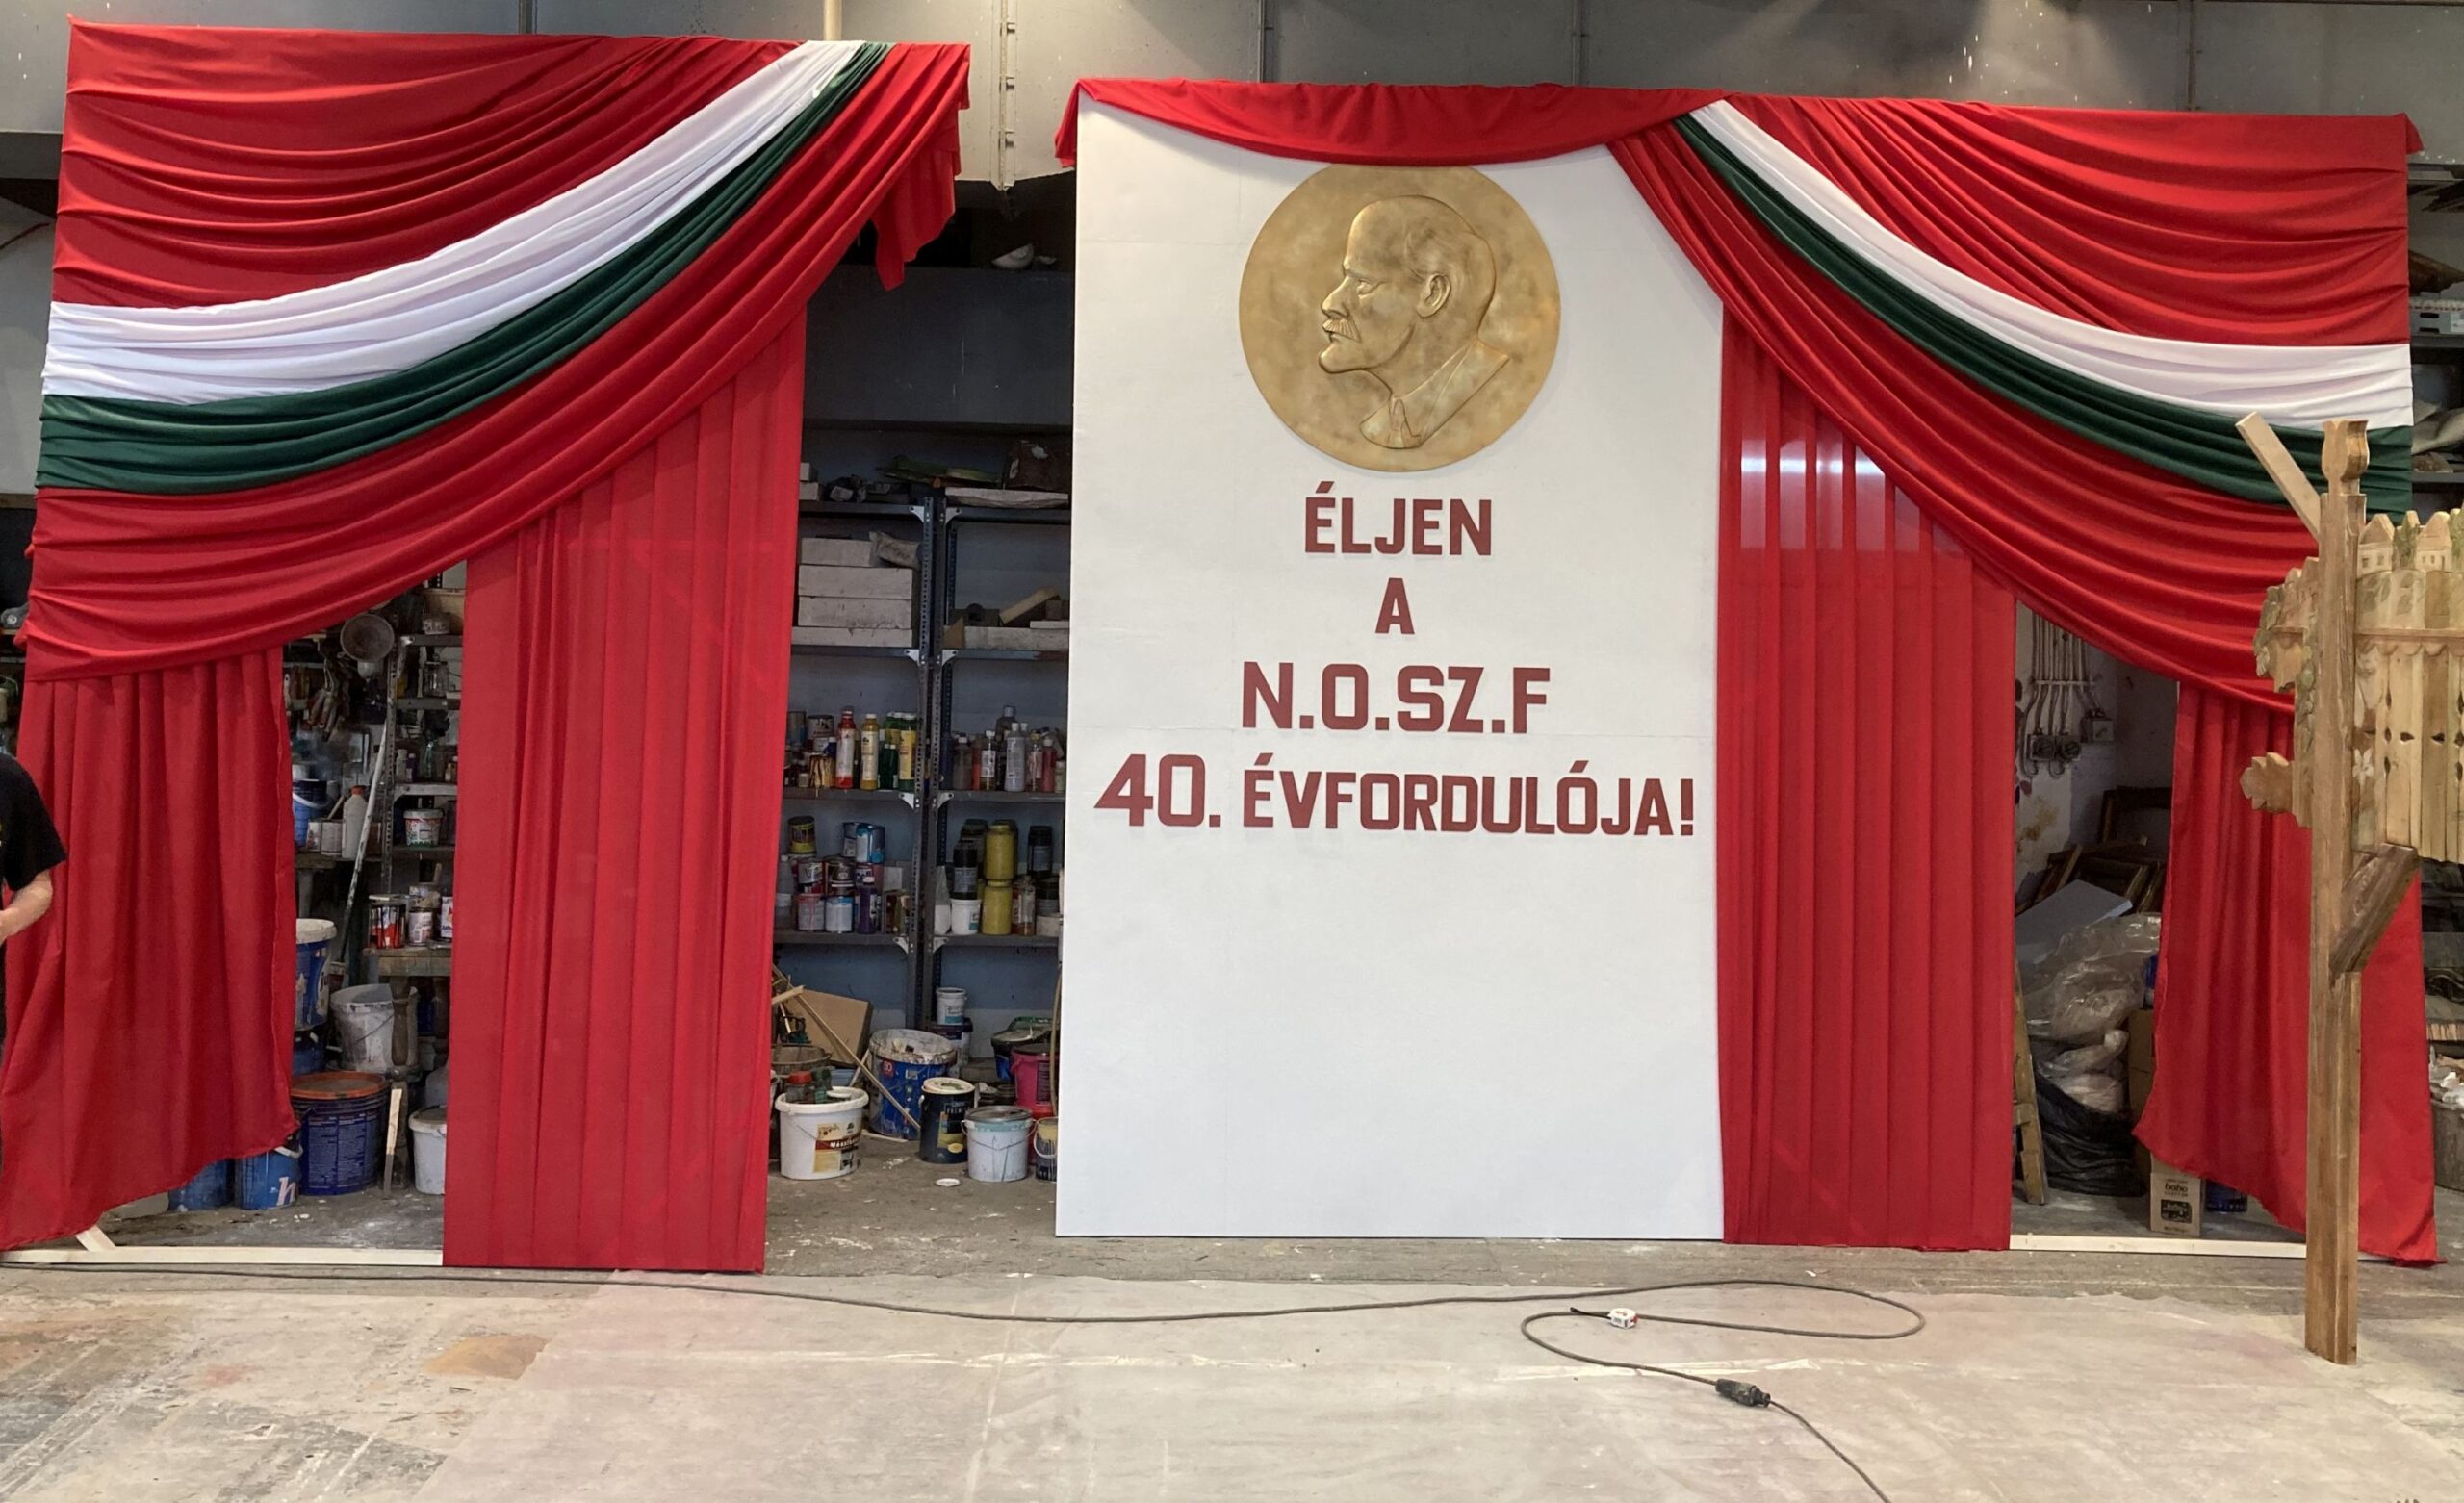 ÉLJEN
A
N.O.SZ.F
40. ÉVFORDULÓJA!